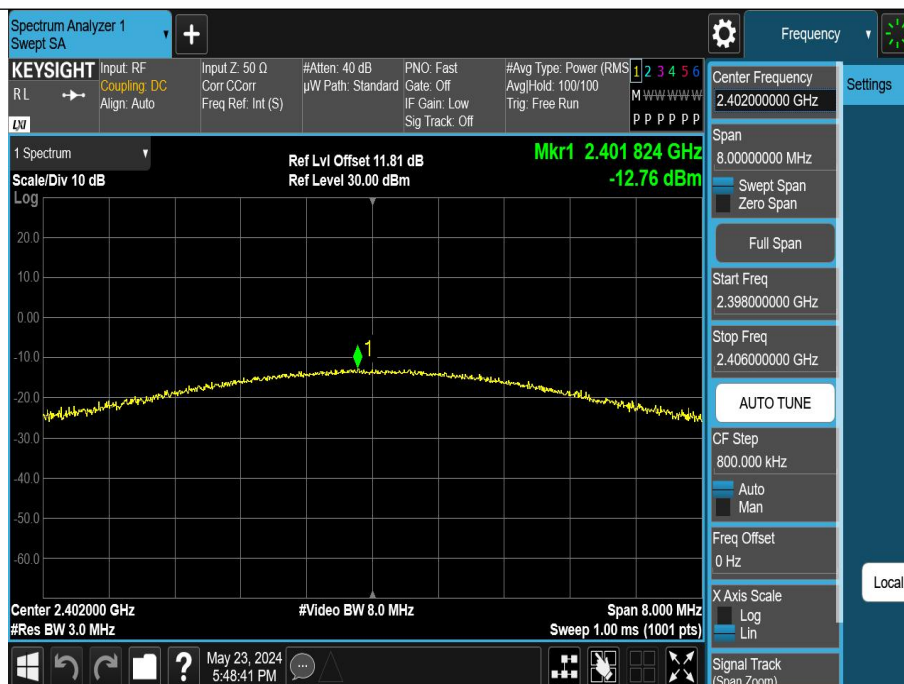 Spectrum Analyzer 1
Swept SA
Frequency
KEYSIGHT
R L
LXI
Input: RF
Coupling: DC
Align: Auto
Input Z: 50 Ω
Corr CCorr
Freq Ref: Int (S)
#Atten: 40 dB
µW Path: Standard
PNO: Fast
Gate: Off
IF Gain: Low
Sig Track: Off
#Avg Type: Power (RMS
Avg|Hold: 100/100
Trig: Free Run
1 2 3 4 5 6
M W W W W W
P P P P P P
Center Frequency
2.402000000 GHz
Settings
1 Spectrum
Scale/Div 10 dB
Log
Ref Lvl Offset 11.81 dB
Ref Level 30.00 dBm
Mkr1 2.401 824 GHz
-12.76 dBm
20.0
10.0
0.00
-10.0
-20.0
-30.0
-40.0
-50.0
-60.0
1
Center 2.402000 GHz
#Res BW 3.0 MHz
#Video BW 8.0 MHz
Span 8.000 MHz
Sweep 1.00 ms (1001 pts)
Span
8.00000000 MHz
Swept Span
Zero Span
Full Span
Start Freq
2.398000000 GHz
Stop Freq
2.406000000 GHz
AUTO TUNE
CF Step
800.000 kHz
Auto
Man
Freq Offset
0 Hz
X Axis Scale
Log
Lin
Local
Signal Track
(Span Zoom)
?
May 23, 2024
5:48:41 PM